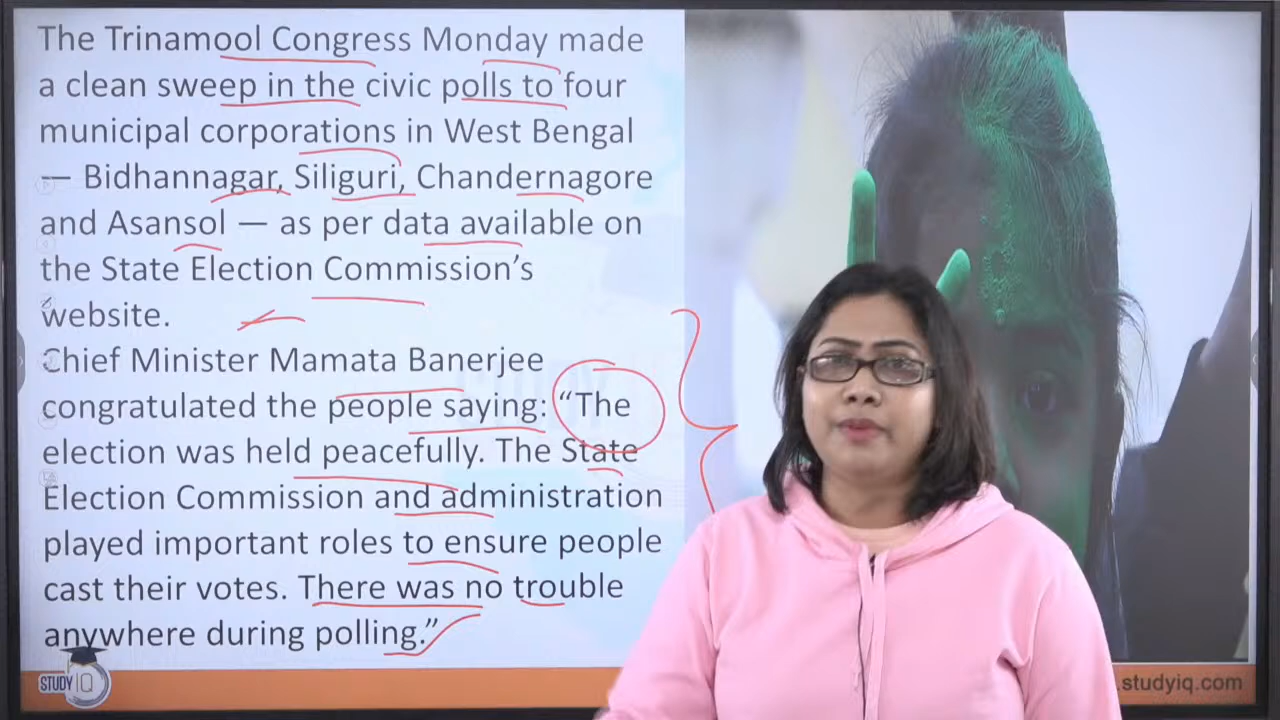 The Trinamool Congress Monday made
a clean sweep in the civic polls to four
municipal corporations in West Bengal
— Bidhannagar, Siliguri, Chandernagore
and Asansol — as per data available on
the State Election Commission’s
website.
Chief Minister Mamata Banerjee
congratulated the people saying: “The
election was held peacefully. The State
Election Commission and administration
played important roles to ensure people
cast their votes. There was no trouble
anywhere during polling.”
STUDY IQ
.studyiq.com